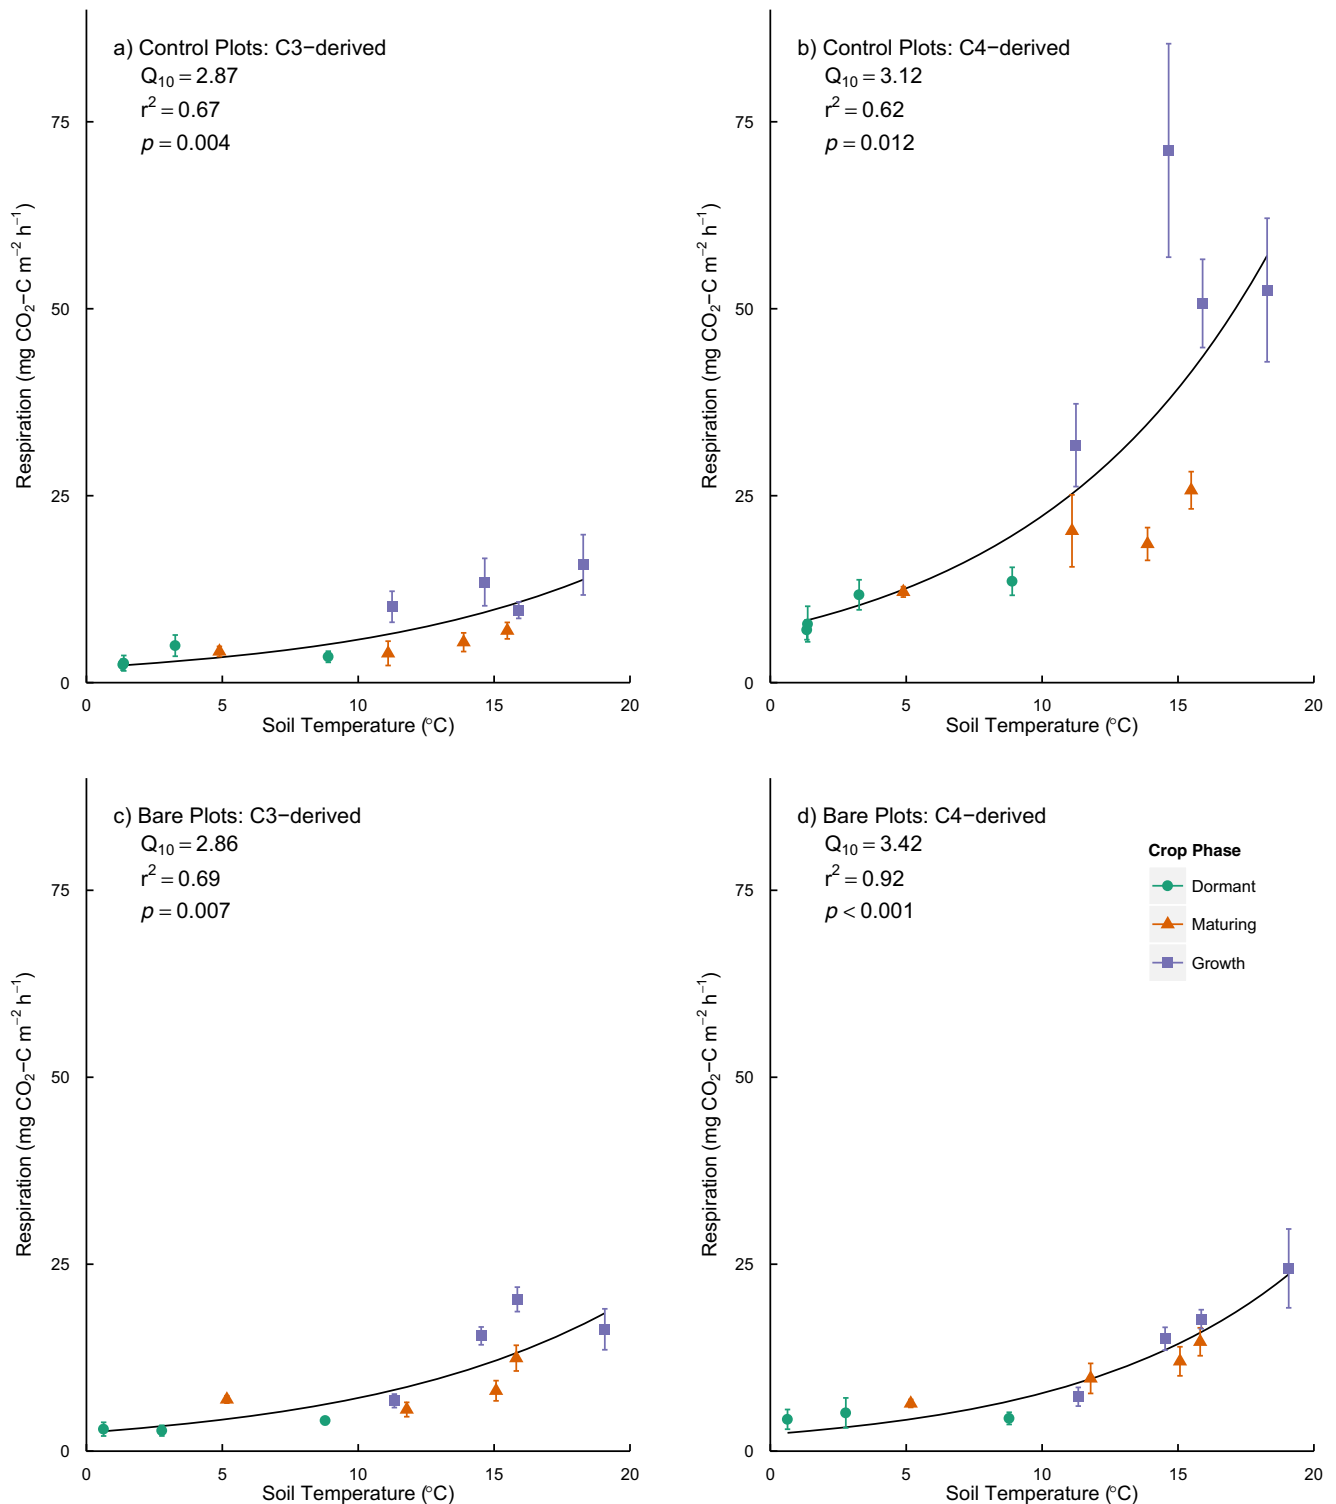 a) Control Plots: C3−derived
Q10 = 2.87
r2 = 0.67
p = 0.004
Respiration (mg CO2−C m−2 h−1)
75
50
25
0
0 5 10 15 20
Soil Temperature (°C)
b) Control Plots: C4−derived
Q10 = 3.12
r2 = 0.62
p = 0.012
Respiration (mg CO2−C m−2 h−1)
75
50
25
0
0 5 10 15 20
Soil Temperature (°C)
c) Bare Plots: C3−derived
Q10 = 2.86
r2 = 0.69
p = 0.007
Respiration (mg CO2−C m−2 h−1)
75
50
25
0
0 5 10 15 20
Soil Temperature (°C)
d) Bare Plots: C4−derived
Q10 = 3.42
r2 = 0.92
p < 0.001
Crop Phase
Dormant
Maturing
Growth
Respiration (mg CO2−C m−2 h−1)
75
50
25
0
0 5 10 15 20
Soil Temperature (°C)